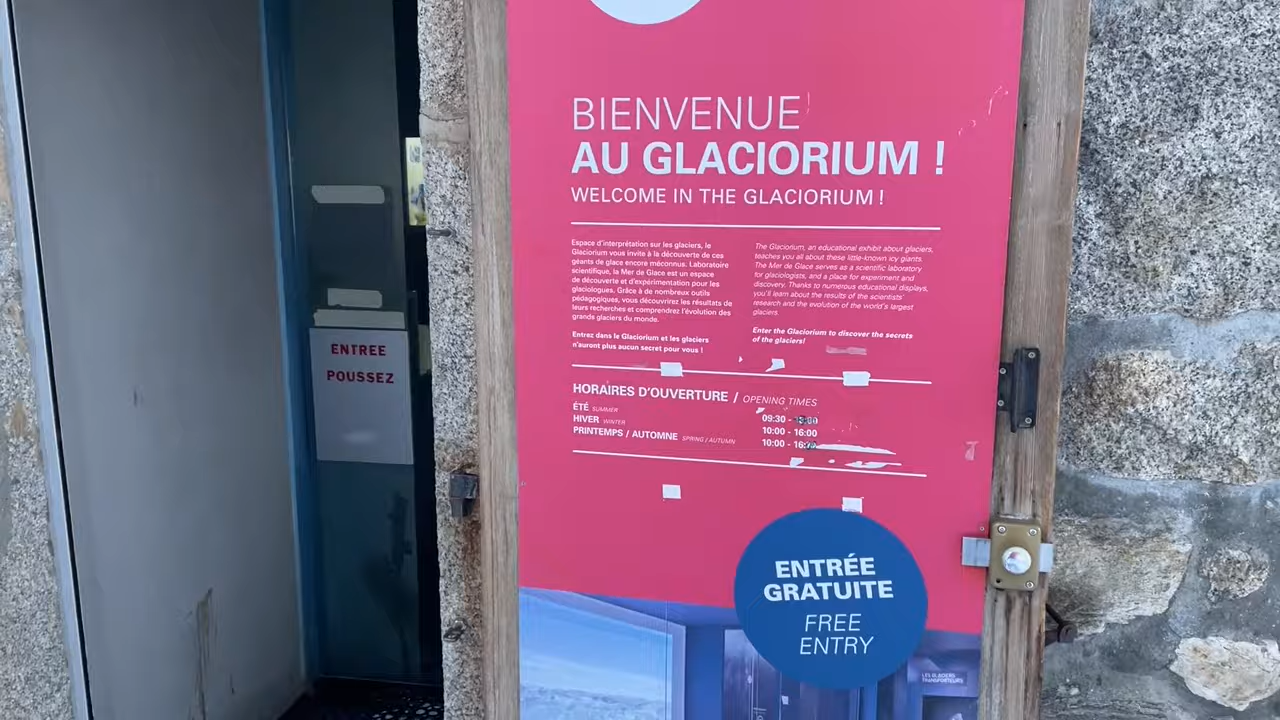 ENTREE
POUSSEZ
BIENVENUE
AU GLACIORIUM !
WELCOME IN THE GLACIORIUM !
Espace d'interprétation sur les glaciers, le
Glaciorium vous invite à la découverte de ces
géants de glace encore méconnus. Laboratoire
scientifique, la Mer de Glace est un espace
de découverte et d'expérimentation pour les
glaciologues. Grâce à de nombreux outils
pédagogiques, vous découvrirez les résultats de
leurs recherches et comprendrez l'évolution des
grands glaciers du monde.
Entrez dans le Glaciorium et les glaciers
n'auront plus aucun secret pour vous !
The Glaciorium, an educational exhibit about glaciers,
teaches you all about these little-known icy giants.
The Mer de Glace serves as a scientific laboratory
for glaciologists, and a place for experiment and
discovery. Thanks to numerous educational displays,
you'll learn about the results of the scientists'
research and the evolution of the world's largest
glaciers.
Enter the Glaciorium to discover the secrets
of the glaciers!
HORAIRES D'OUVERTURE / OPENING TIMES
ÉTÉ SUMMER 09:30 -
HIVER WINTER 10:00 - 16:00
PRINTEMPS / AUTOMNE SPRING / AUTUMN 10:00 -
ENTRÉE
GRATUITE
FREE
ENTRY
LES GLACIERS
TRANSPORTEURS